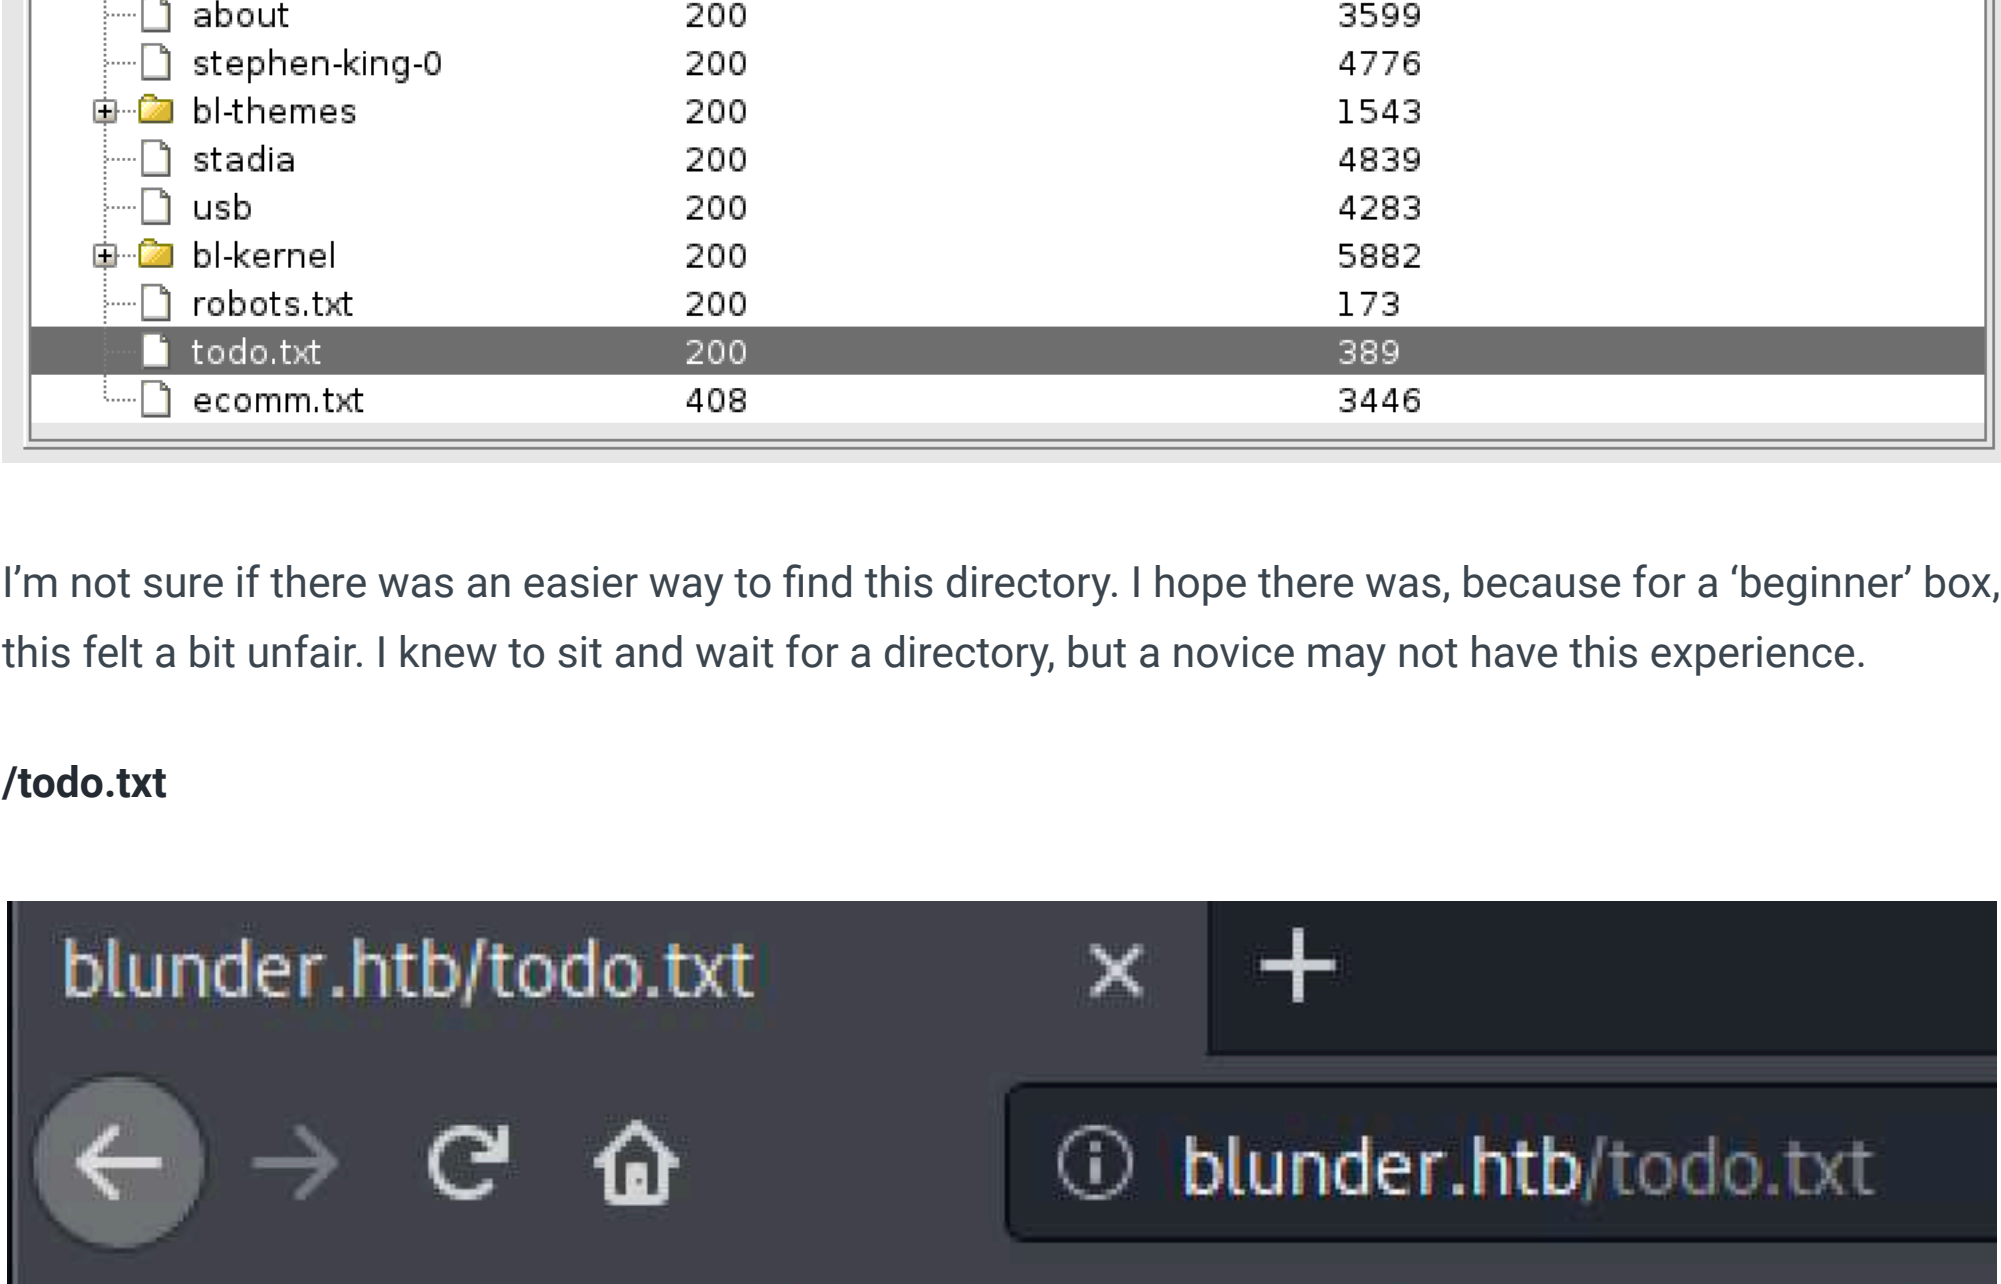 about 200 3599
stephen-king-0 200 4776
bl-themes 200 1543
stadia 200 4839
usb 200 4283
bl-kernel 200 5882
robots.txt 200 173
todo.txt 200 389
ecomm.txt 408 3446
I’m not sure if there was an easier way to find this directory. I hope there was, because for a ‘beginner’ box,
this felt a bit unfair. I knew to sit and wait for a directory, but a novice may not have this experience.
/todo.txt
blunder.htb/todo.txt
blunder.htb/todo.txt